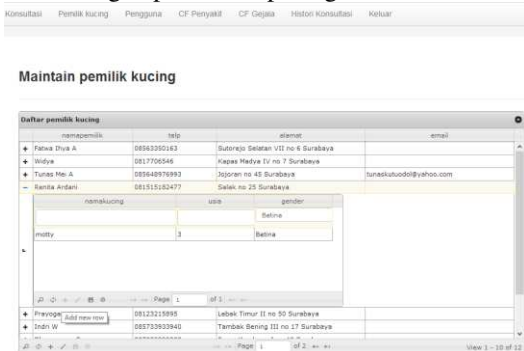 Konsultasi Pemilik kucing Pengguna CF Penyakit CF Gejala Histori Konsultasi Keluar
Maintain pemilik kucing
Daftar pemilik kucing
namapemilik telp alamat email
Fatwa Ihya A 08563350163 Sutorejo Selatan VII no 6 Surabaya
Widya 0817706546 Kapas Madya IV no 7 Surabaya
Tunas Mei A 085648976993 Jojoran no 45 Surabaya tunaskutuodol@yahoo.com
Ranita Ardani 081515182477 Salak no 25 Surabaya
namakucing usia gender
Betina
motty 3 Betina
Page 1 of 1
Add new row
Prayoga 08123215895 Lebak Timur II no 50 Surabaya
Indri W 085733933940 Tambak Bening III no 17 Surabaya
Page 1 of 2 View 1 - 10 of 12